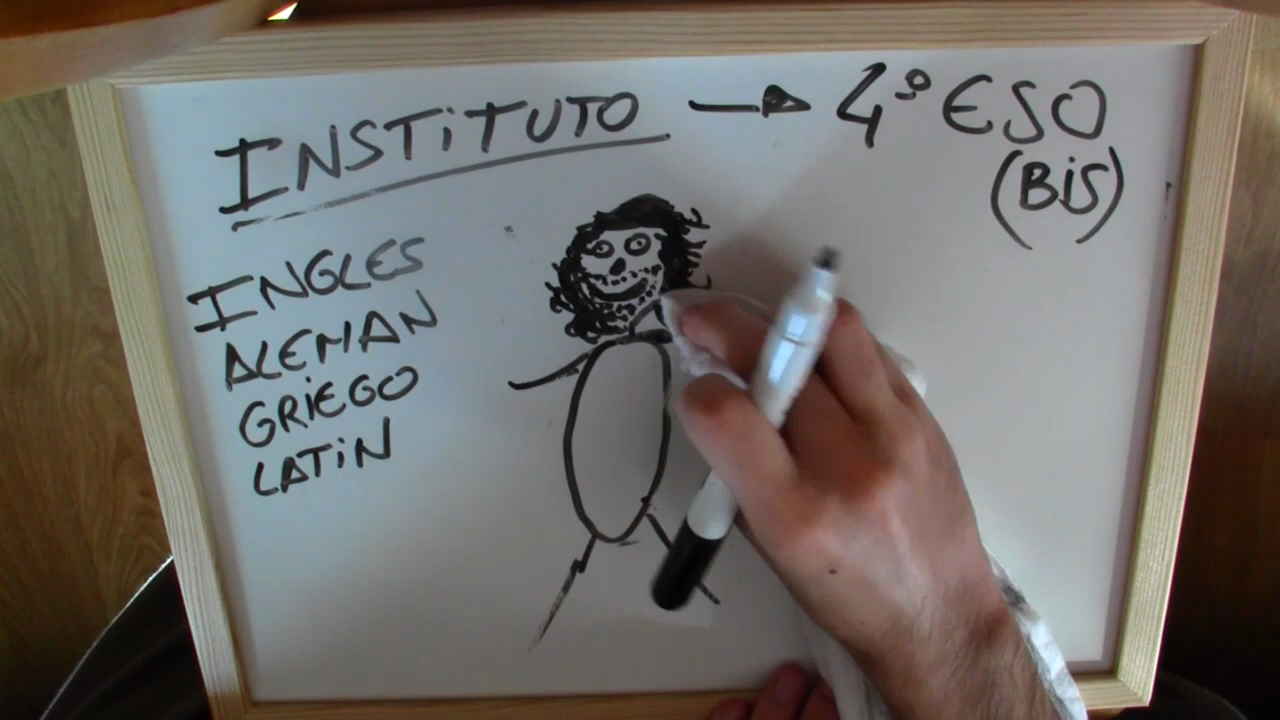 INSTiTUTO → 4º ESO
(BiS)
INGLES
ALEMAN
GRiEGO
LATiN